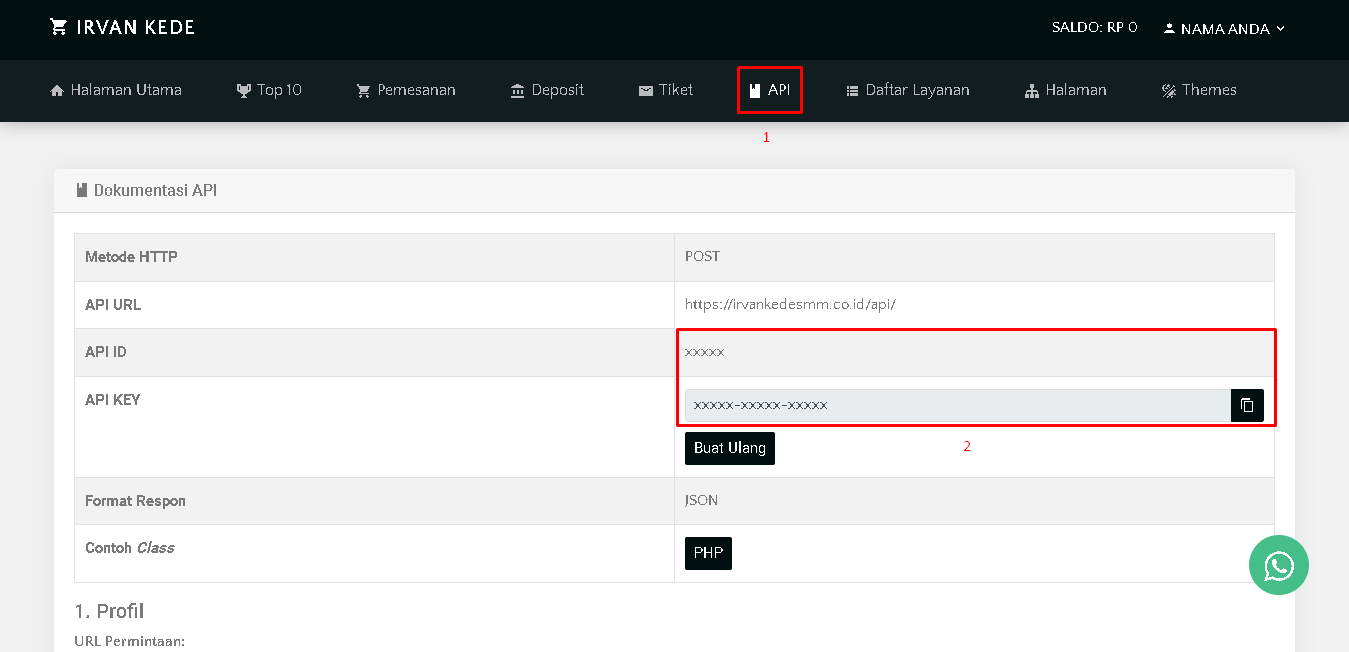 IRVAN KEDE
SALDO: RP 0 NAMA ANDA
Halaman Utama Top 10 Pemesanan Deposit Tiket API Daftar Layanan Halaman Themes
1
Dokumentasi API
Metode HTTP POST
API URL https://irvankedesmm.co.id/api/
API ID xxxxx
API KEY xxxxx-xxxxx-xxxxx
Buat Ulang
2
Format Respon JSON
Contoh Class PHP
1. Profil
URL Permintaan: